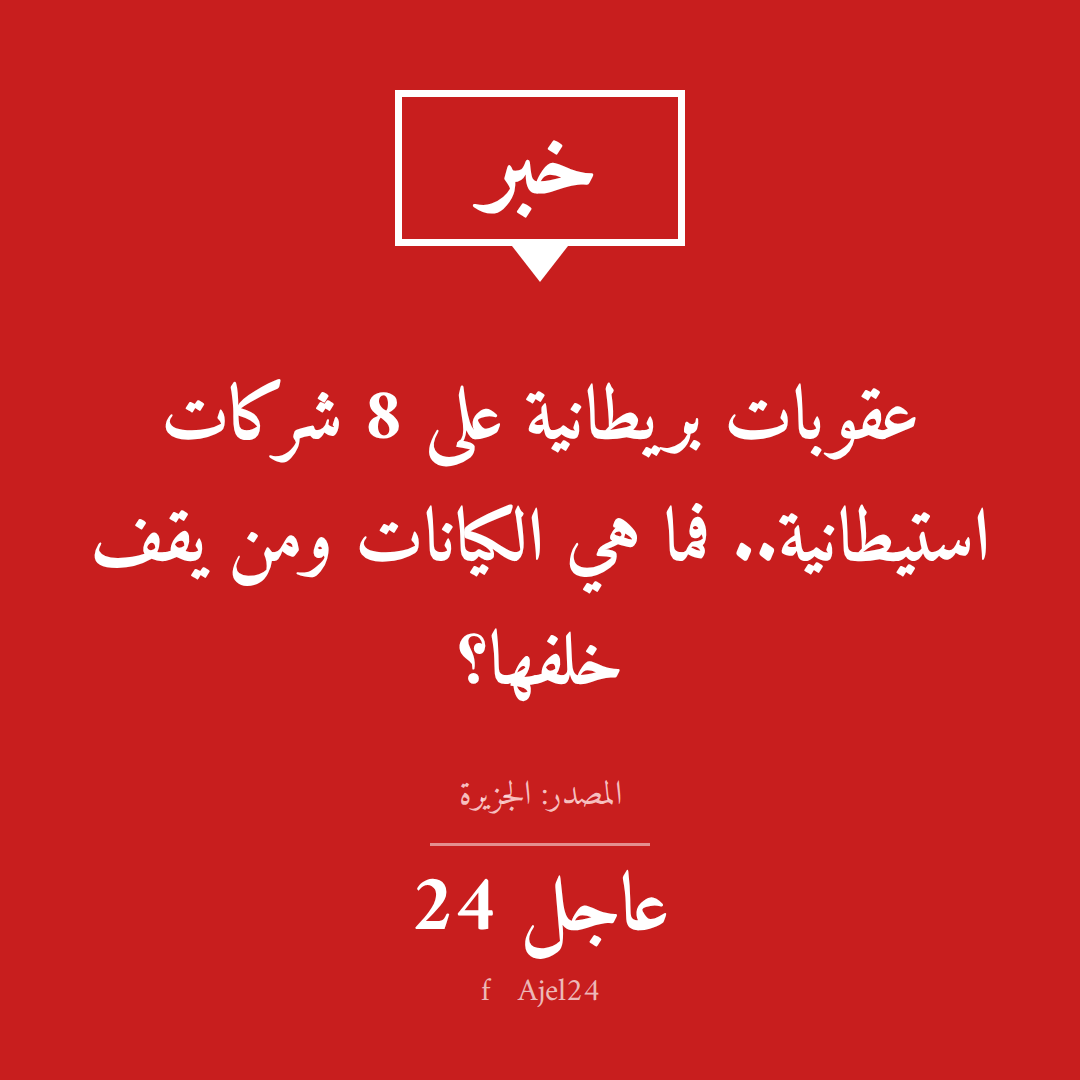 خبر
عقوبات بريطانية على 8 شركات
استيطانية.. فما هي الكيانات ومن يقف
خلفها؟
المصدر: الجزيرة
عاجل 24
f Ajel24